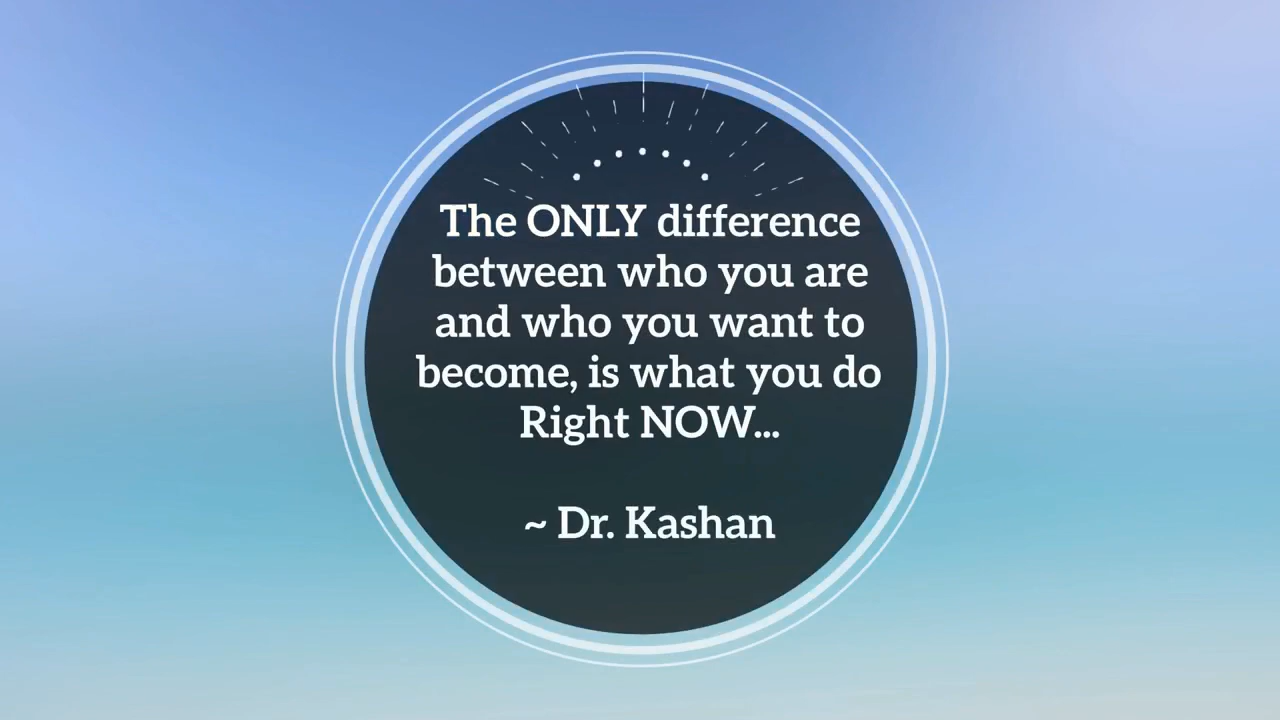 The ONLY difference
between who you are
and who you want to
become, is what you do
Right NOW...
~ Dr. Kashan